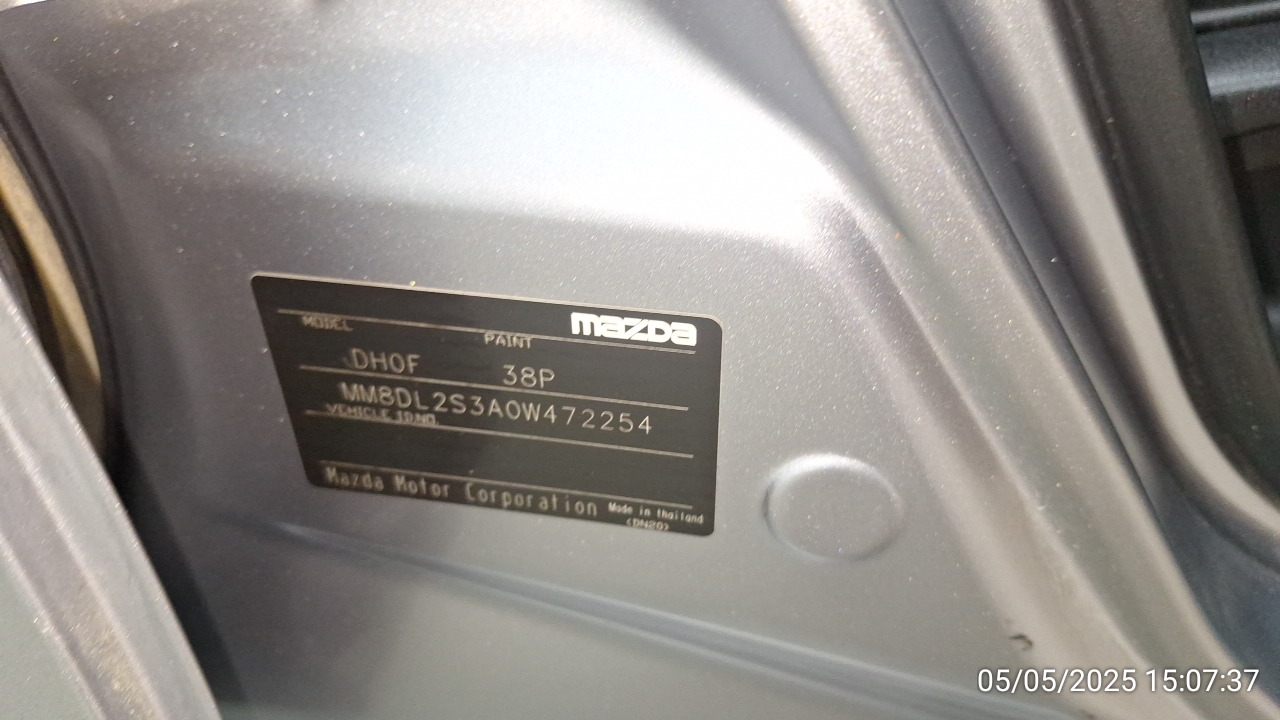 mazda
MODEL PAINT
DH0F 38P
MM8DL2S3A0W472254
VEHICLE ID.NO.
Mazda Motor Corporation Made in thailand
(DN20)
05/05/2025 15:07:37